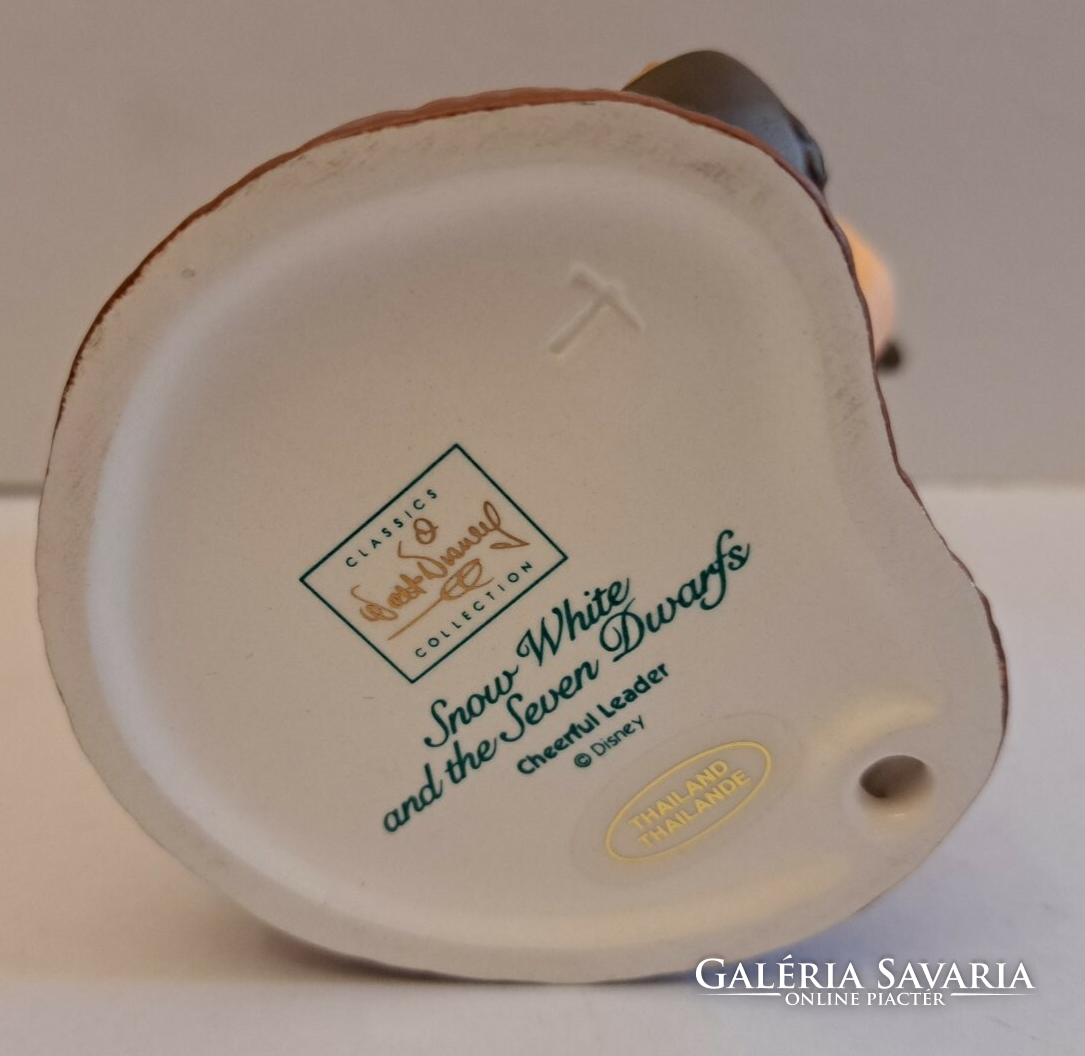 CLASSICS
Walt Disney
COLLECTION
Snow White
and the Seven Dwarfs
Cheerful Leader
© Disney
THAILAND
THAILANDE
GALÉRIA SAVARIA
ONLINE PIACTÉR